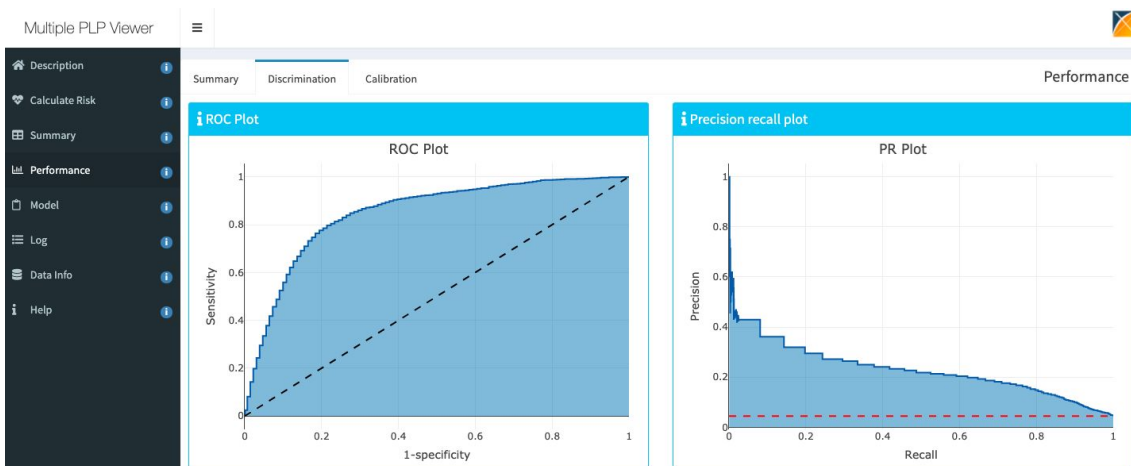 Multiple PLP Viewer
Description
Calculate Risk
Summary
Performance
Model
Log
Data Info
Help
Summary
Discrimination
Calibration
Performance
ROC Plot
ROC Plot
1
0.8
0.6
0.4
0.2
0
Sensitivity
0
0.2
0.4
0.6
0.8
1
1-specificity
Precision recall plot
PR Plot
1
0.8
0.6
0.4
0.2
0
Precision
0
0.2
0.4
0.6
0.8
1
Recall